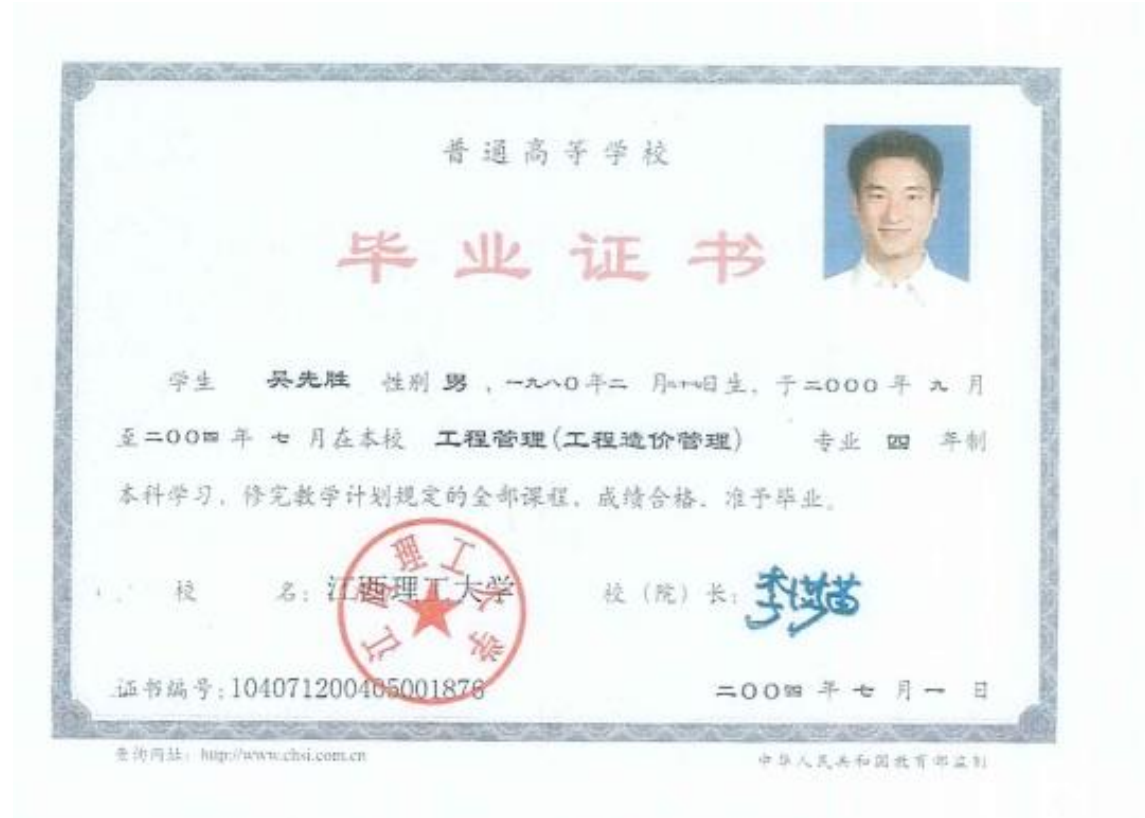 普通高等学校
毕业证书
学生 吴先胜 性别 男，一九八〇年二 月二十七日生，于二〇〇〇 年 九 月
至二〇〇四 年 七 月在本校 工程管理(工程造价管理) 专业 四 年制
本科学习，修完教学计划规定的全部课程，成绩合格，准予毕业。
校 名：江西理工大学 校（院）长：
江西理工大学
证书编号：104071200405001876 二〇〇四 年 七 月 一 日
查询网址：http://www.chsi.com.cn 中华人民共和国教育部监制